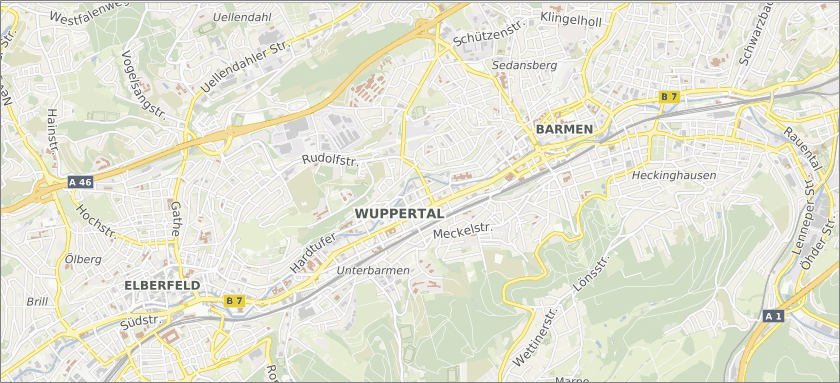 Westfalenweg
Uellendahl
Klingelholl
Schwarzbach
Schützenstr.
Uellendahler Str.
Vogelsangstr.
Sedansberg
B 7
Hainstr.
BARMEN
Rauental
Rudolfstr.
Heckinghausen
A 46
Gathe
Hochstr.
WUPPERTAL
Lenneper Str.
Meckelstr.
Hardtufer
Öhder Str.
Ölberg
Unterbarmen
Lönsstr.
ELBERFELD
Brill
B 7
Südstr.
A 1
Wettinerstr.